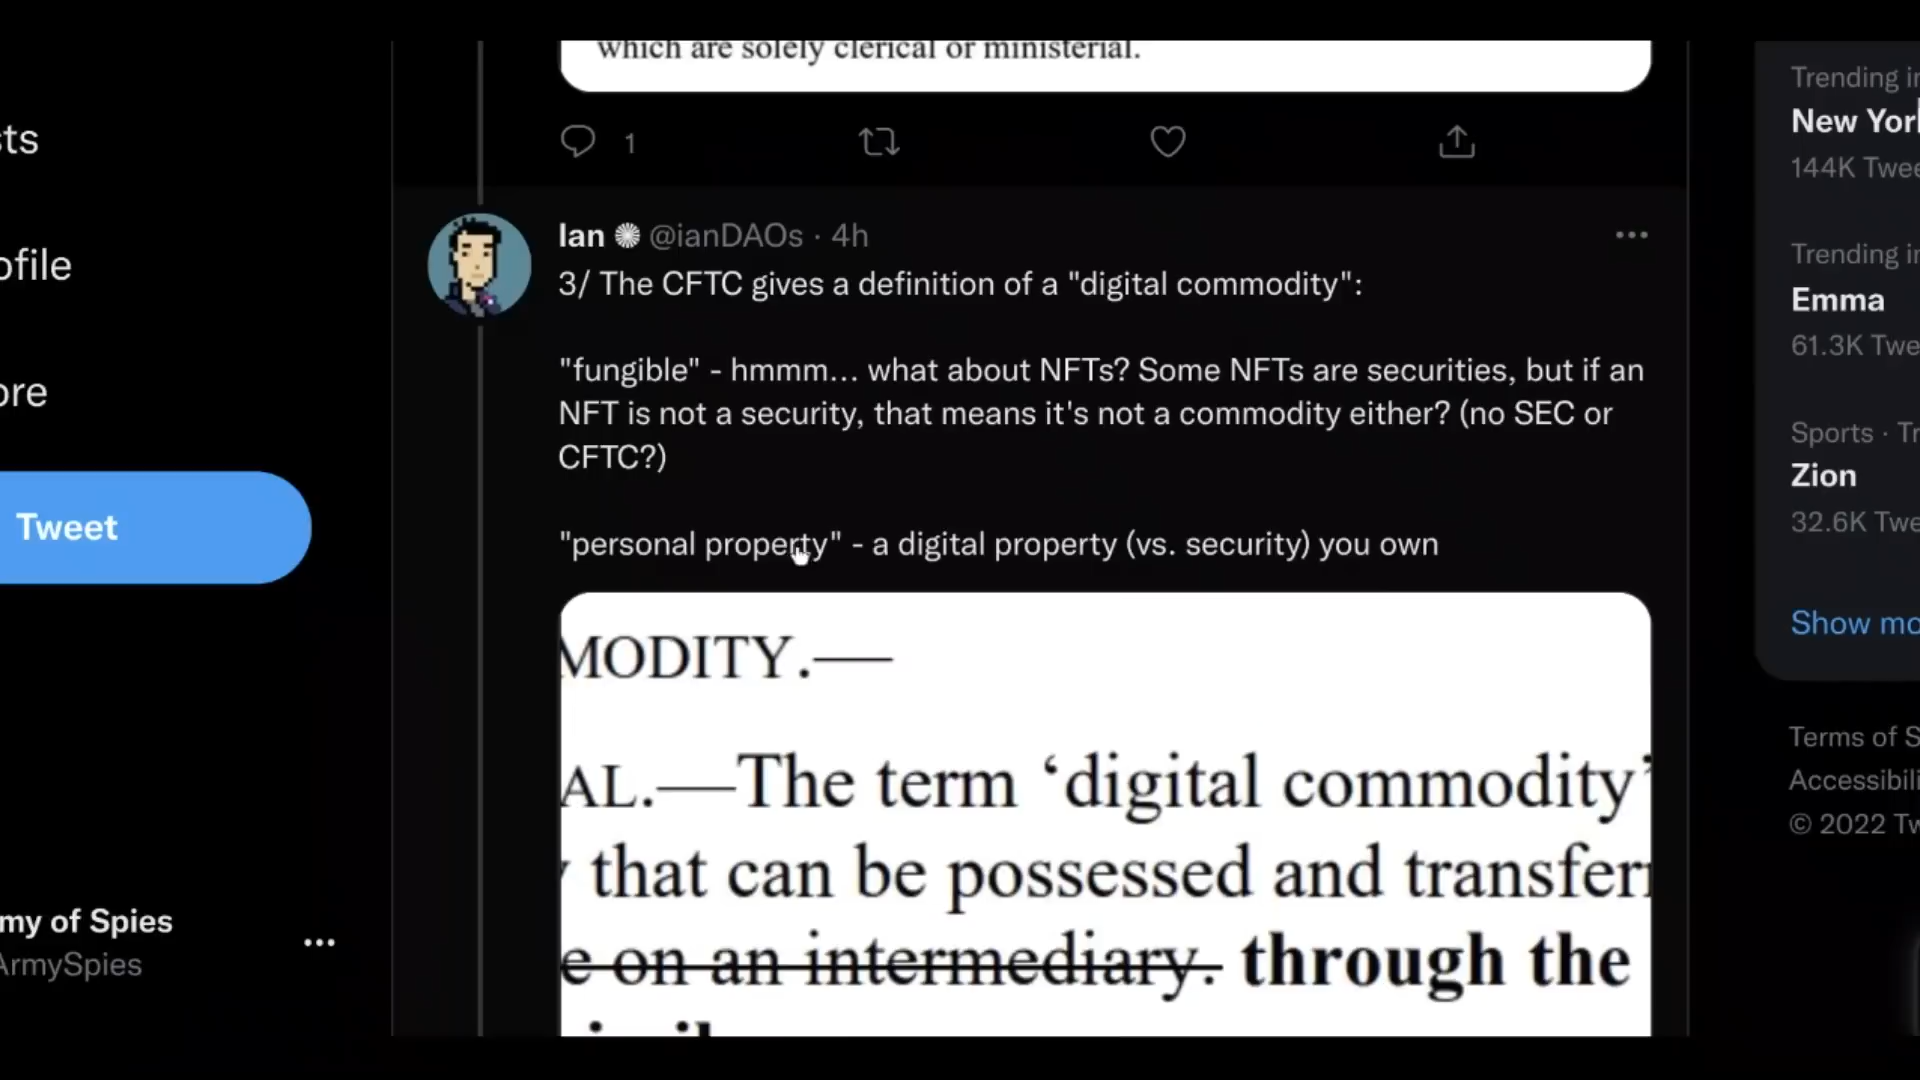 which are solely clerical or ministerial.
1
Ian @ianDAOs · 4h
3/ The CFTC gives a definition of a "digital commodity":
"fungible" - hmmm... what about NFTs? Some NFTs are securities, but if an
NFT is not a security, that means it's not a commodity either? (no SEC or
CFTC?)
"personal property" - a digital property (vs. security) you own
MODITY.—
AL.—The term ‘digital commodity’
that can be possessed and transferr
e on an intermediary. through the
sts
ofile
ore
Tweet
my of Spies
ArmySpies
Trending in
New York
144K Twee
Trending in
Emma
61.3K Twe
Sports · Tr
Zion
32.6K Twe
Show mo
Terms of S
Accessibili
© 2022 Tw